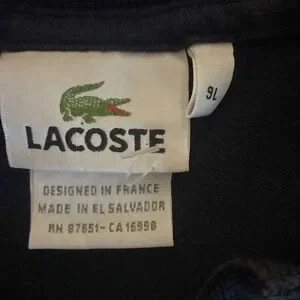 9L
LACOSTE
DESIGNED IN FRANCE
MADE IN EL SALVADOR
RN 87651-CA 16998